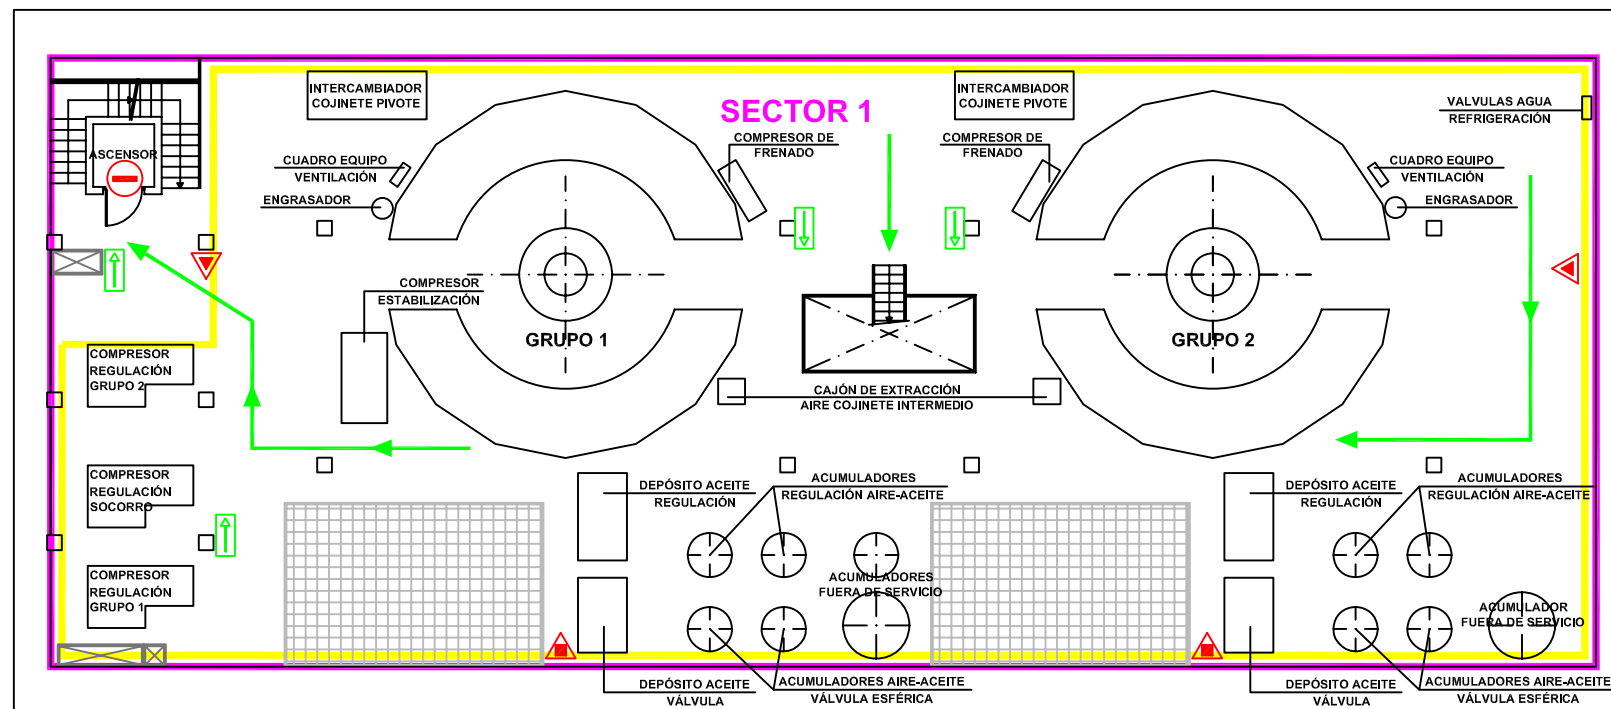 INTERCAMBIADOR
COJINETE PIVOTE
INTERCAMBIADOR
COJINETE PIVOTE
SECTOR 1
VALVULAS AGUA
REFRIGERACIÓN
COMPRESOR DE
FRENADO
COMPRESOR DE
FRENADO
ASCENSOR
CUADRO EQUIPO
VENTILACIÓN
CUADRO EQUIPO
VENTILACIÓN
ENGRASADOR
ENGRASADOR
COMPRESOR
ESTABILIZACIÓN
GRUPO 1
GRUPO 2
COMPRESOR
REGULACIÓN
GRUPO 2
CAJÓN DE EXTRACCIÓN
AIRE COJINETE INTERMEDIO
COMPRESOR
REGULACIÓN
SOCORRO
DEPÓSITO ACEITE
REGULACIÓN
ACUMULADORES
REGULACIÓN AIRE-ACEITE
DEPÓSITO ACEITE
REGULACIÓN
ACUMULADORES
REGULACIÓN AIRE-ACEITE
COMPRESOR
REGULACIÓN
GRUPO 1
ACUMULADORES
FUERA DE SERVICIO
ACUMULADOR
FUERA DE SERVICIO
DEPÓSITO ACEITE
VÁLVULA
ACUMULADORES AIRE-ACEITE
VÁLVULA ESFÉRICA
DEPÓSITO ACEITE
VÁLVULA
ACUMULADORES AIRE-ACEITE
VÁLVULA ESFÉRICA